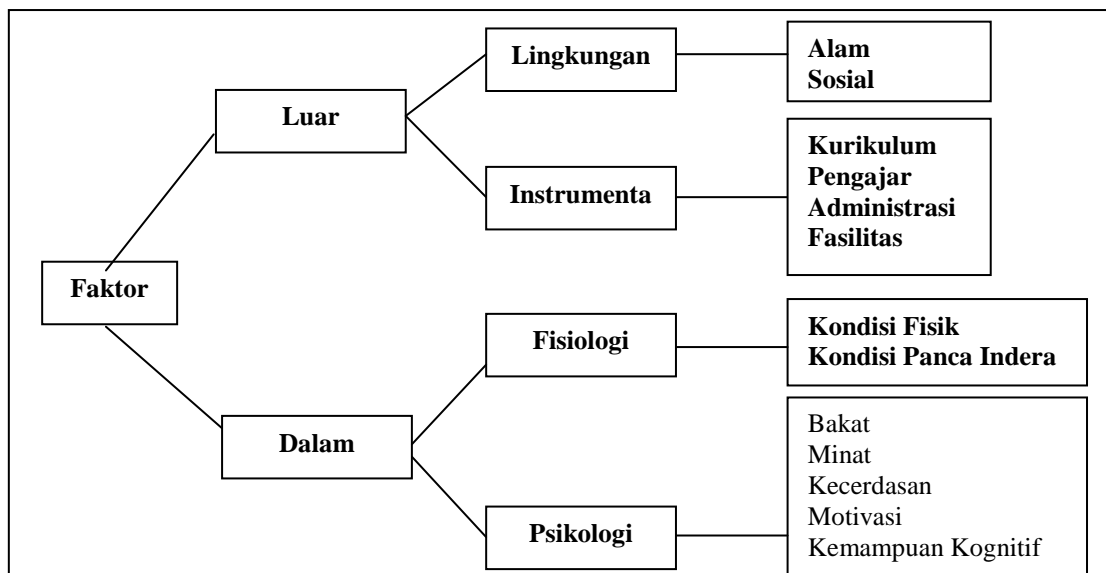 Faktor
Luar
Lingkungan
Alam
Sosial
Instrumenta
Kurikulum
Pengajar
Administrasi
Fasilitas
Dalam
Fisiologi
Kondisi Fisik
Kondisi Panca Indera
Psikologi
Bakat
Minat
Kecerdasan
Motivasi
Kemampuan Kognitif